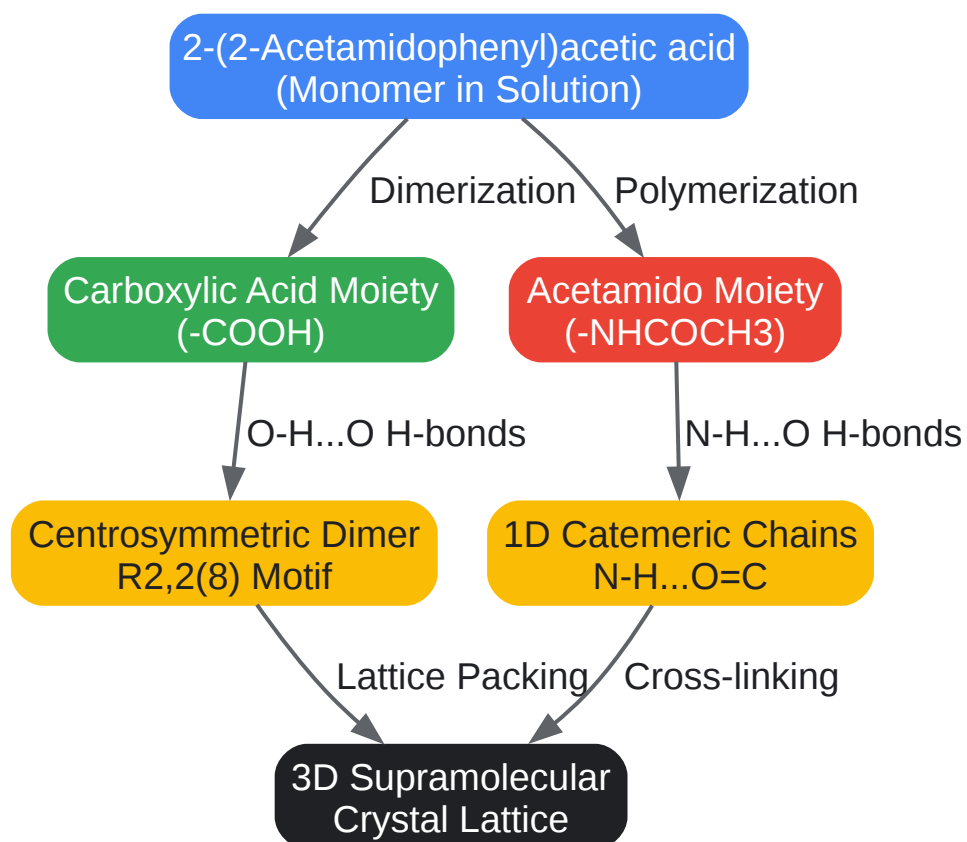 2-(2-Acetamidophenyl)acetic acid
(Monomer in Solution)
Dimerization
Polymerization
Carboxylic Acid Moiety
(-COOH)
Acetamido Moiety
(-NHCOCH3)
O-H...O H-bonds
N-H...O H-bonds
Centrosymmetric Dimer
R2,2(8) Motif
1D Catemeric Chains
N-H...O=C
Lattice Packing
Cross-linking
3D Supramolecular
Crystal Lattice